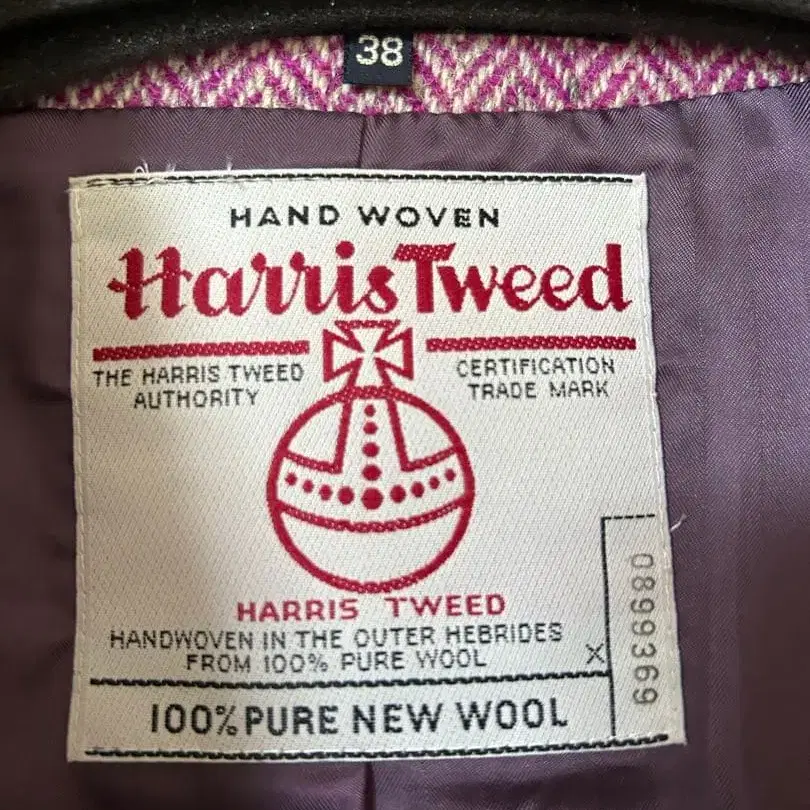 38
HAND WOVEN
Harris Tweed
THE HARRIS TWEED
AUTHORITY
CERTIFICATION
TRADE MARK
HARRIS TWEED
HANDWOVEN IN THE OUTER HEBRIDES
FROM 100% PURE WOOL
X
0899369
100% PURE NEW WOOL